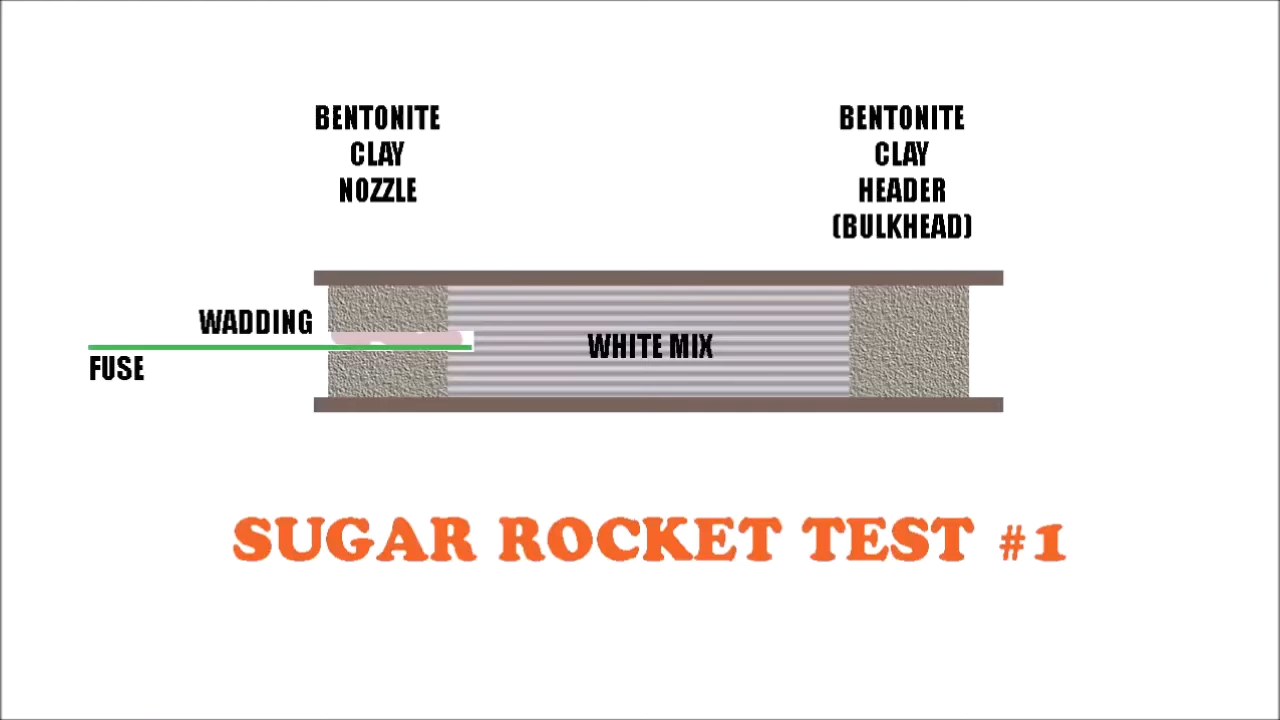 BENTONITE
CLAY
NOZZLE
BENTONITE
CLAY
HEADER
(BULKHEAD)
WADDING
FUSE
WHITE MIX
SUGAR ROCKET TEST #1